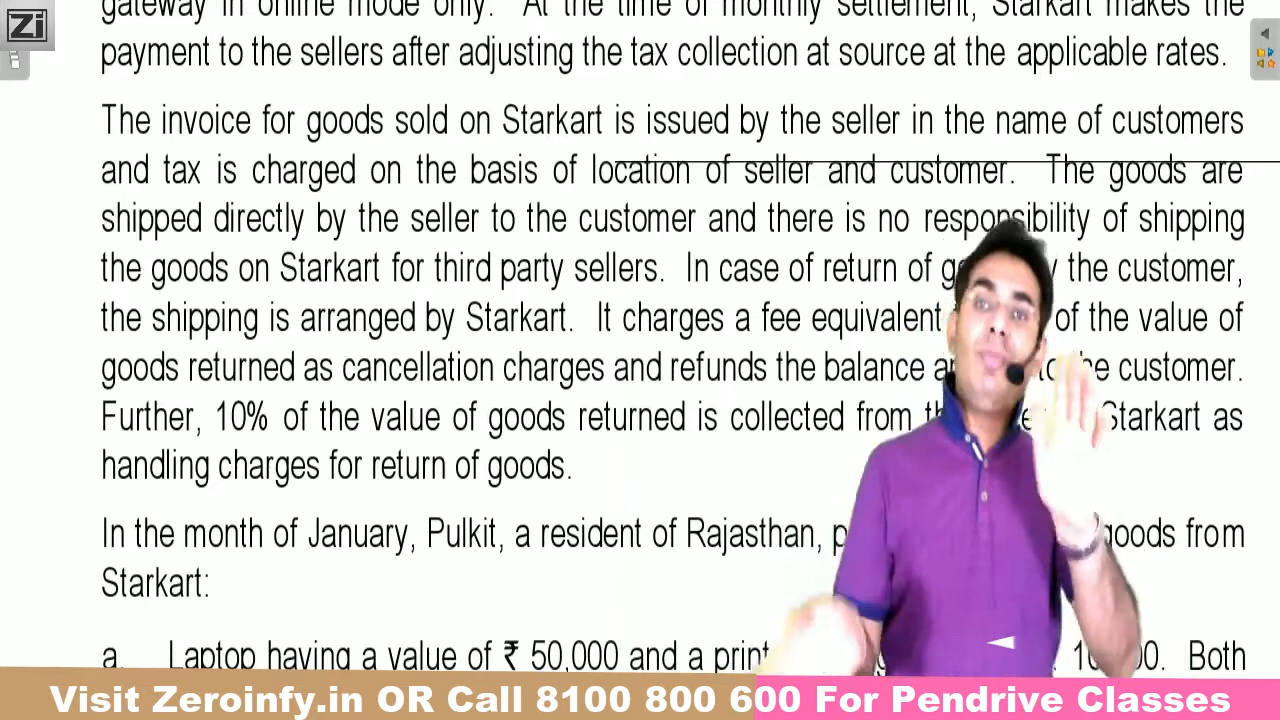 Zi
gateway in online mode only. At the time of monthly settlement, Starkart makes the
payment to the sellers after adjusting the tax collection at source at the applicable rates.
The invoice for goods sold on Starkart is issued by the seller in the name of customers
and tax is charged on the basis of location of seller and customer. The goods are
shipped directly by the seller to the customer and there is no responsibility of shipping
the goods on Starkart for third party sellers. In case of return of the customer,
the shipping is arranged by Starkart. It charges a fee equivalent of the value of
goods returned as cancellation charges and refunds the balance customer.
Further, 10% of the value of goods returned is collected from Starkart as
handling charges for return of goods.
In the month of January, Pulkit, a resident of Rajasthan, goods from
Starkart:
a. Laptop having a value of ₹ 50,000 and a Both
Visit Zeroinfy.in OR Call 8100 800 600 For Pendrive Classes